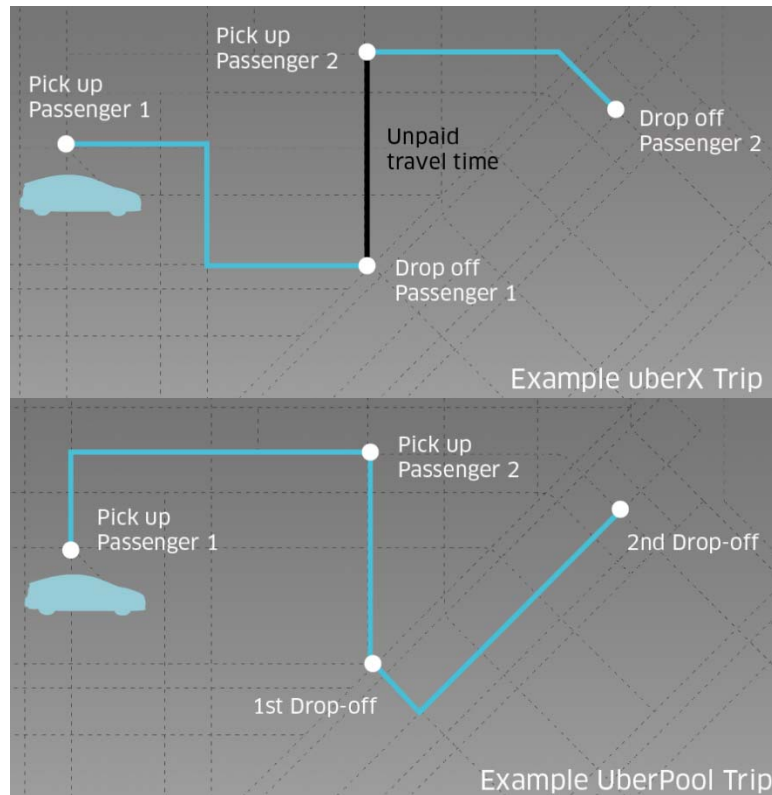 Pick up
Passenger 2
Pick up
Passenger 1
Unpaid
travel time
Drop off
Passenger 2
Drop off
Passenger 1
Example uberX Trip
Pick up
Passenger 2
Pick up
Passenger 1
2nd Drop-off
1st Drop-off
Example UberPool Trip